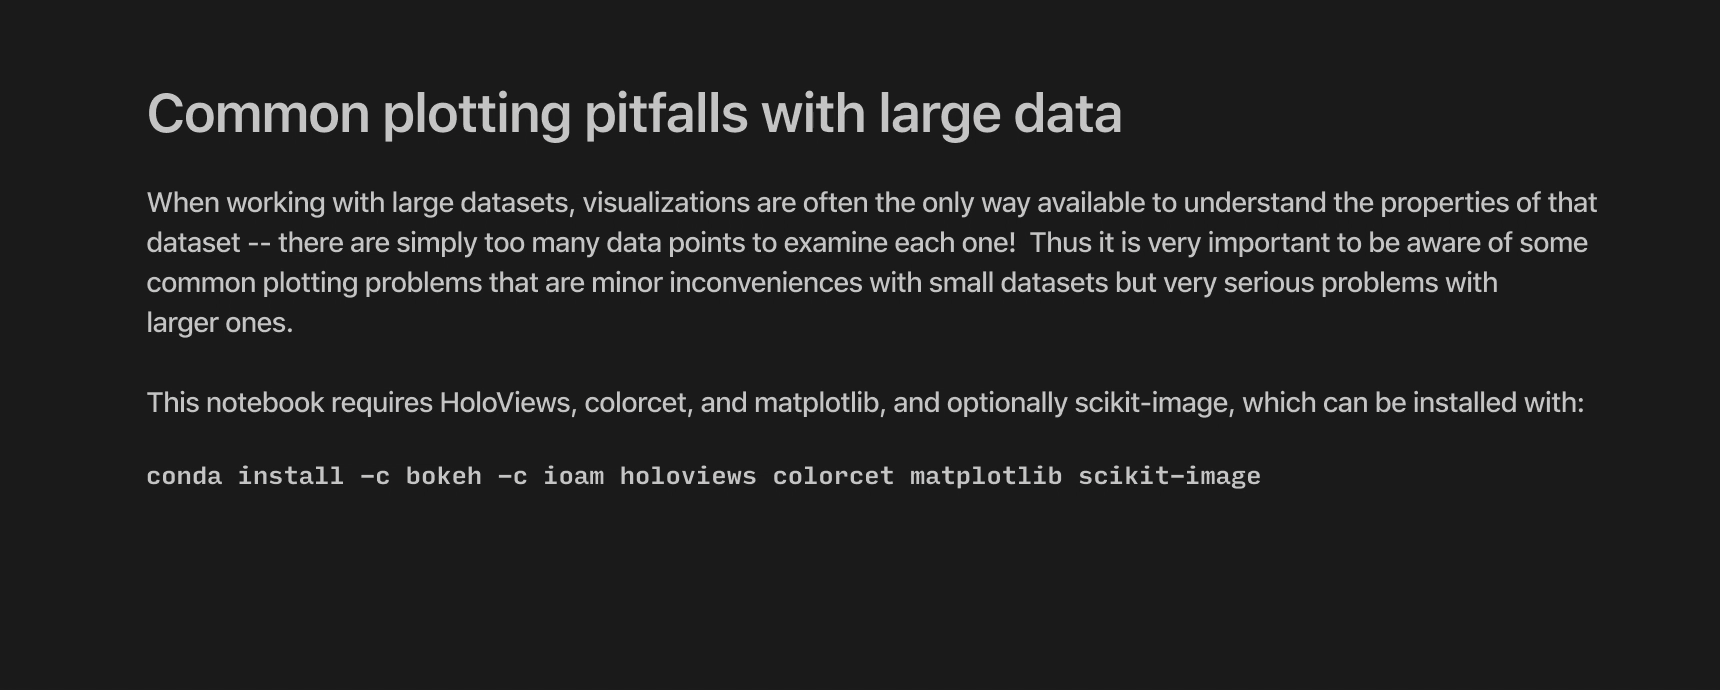 Common plotting pitfalls with large data
When working with large datasets, visualizations are often the only way available to understand the properties of that
dataset -- there are simply too many data points to examine each one!  Thus it is very important to be aware of some
common plotting problems that are minor inconveniences with small datasets but very serious problems with
larger ones.
This notebook requires HoloViews, colorcet, and matplotlib, and optionally scikit-image, which can be installed with:
conda install -c bokeh -c ioam holoviews colorcet matplotlib scikit-image